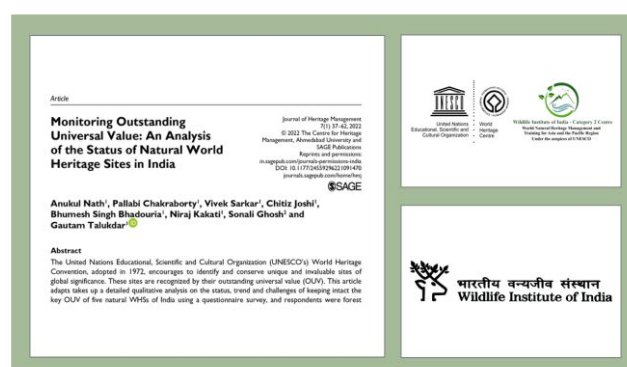 Article
Monitoring Outstanding
Universal Value: An Analysis
of the Status of Natural World
Heritage Sites in India
Journal of Heritage Management
7(1) 37–62, 2022
© 2022 The Centre for Heritage
Management, Ahmedabad University and
SAGE Publications
Reprints and permissions:
in.sagepub.com/journals-permissions-india
DOI: 10.1177/24559296221091470
journals.sagepub.com/home/hmj
SAGE
Anukul Nath¹, Pallabi Chakraborty¹, Vivek Sarkar¹, Chitiz Joshi¹,
Bhumesh Singh Bhadouria¹, Niraj Kakati¹, Sonali Ghosh² and
Gautam Talukdar¹
Abstract
The United Nations Educational, Scientific and Cultural Organization (UNESCO's) World Heritage
Convention, adopted in 1972, encourages to identify and conserve unique and invaluable sites of
global significance. These sites are recognized by their outstanding universal value (OUV). This article
adapts takes up a detailed qualitative analysis on the status, trend and challenges of keeping intact the
key OUV of five natural WHSs of India using a questionnaire survey, and respondents were forest
UNESCO
United Nations
Educational, Scientific and
Cultural Organization
World
Heritage
Centre
Wildlife Institute of India - Category 2 Centre
World Natural Heritage Management and
Training for Asia and the Pacific Region
Under the auspices of UNESCO
भारतीय वन्यजीव संस्थान
Wildlife Institute of India